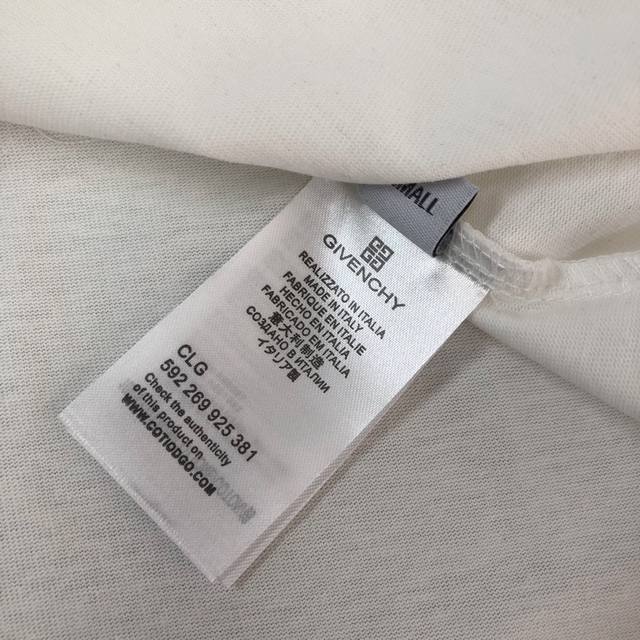 MALL
GIVENCHY
REALIZZATO IN ITALIA
MADE IN ITALY
FABRIQUE EN ITALIE
HECHO EN ITALIA
FABRICADO EM ITALIA
意大利制造
СОЗДАНО В ИТАЛИИ
イタリア製
CLG
592 269 925 381
Check the authenticity
of this product on
WWW.COTIODGO.COM